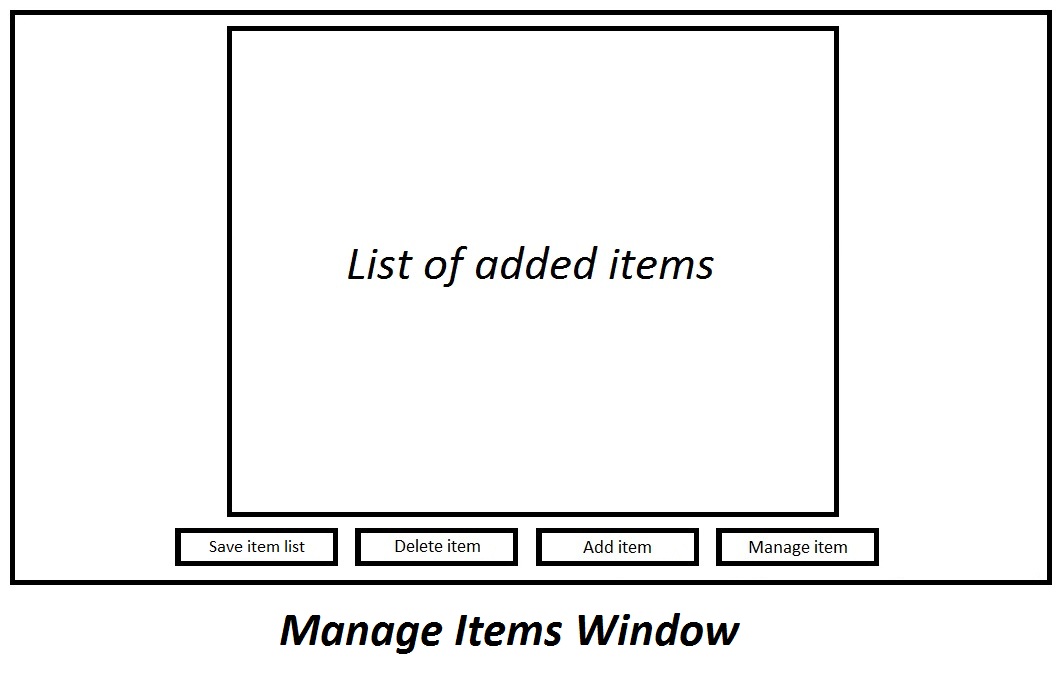 List of added items
Save item list
Delete item
Add item
Manage item
Manage Items Window